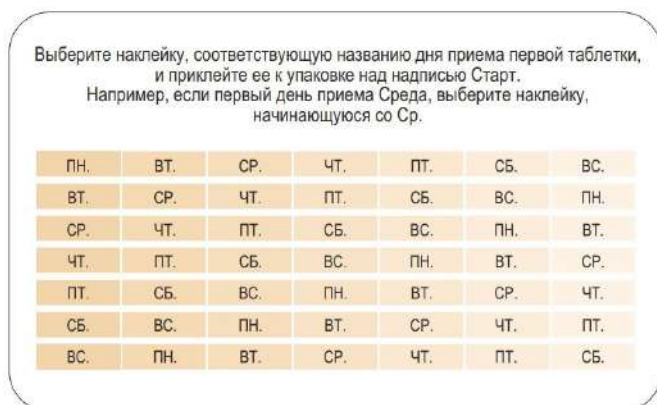 Выберите наклейку, соответствующую названию дня приема первой таблетки,
и приклейте ее к упаковке над надписью Старт.
Например, если первый день приема Среда, выберите наклейку,
начинающуюся со Ср.
ПН. ВТ. СР. ЧТ. ПТ. СБ. ВС.
ВТ. СР. ЧТ. ПТ. СБ. ВС. ПН.
СР. ЧТ. ПТ. СБ. ВС. ПН. ВТ.
ЧТ. ПТ. СБ. ВС. ПН. ВТ. СР.
ПТ. СБ. ВС. ПН. ВТ. СР. ЧТ.
СБ. ВС. ПН. ВТ. СР. ЧТ. ПТ.
ВС. ПН. ВТ. СР. ЧТ. ПТ. СБ.